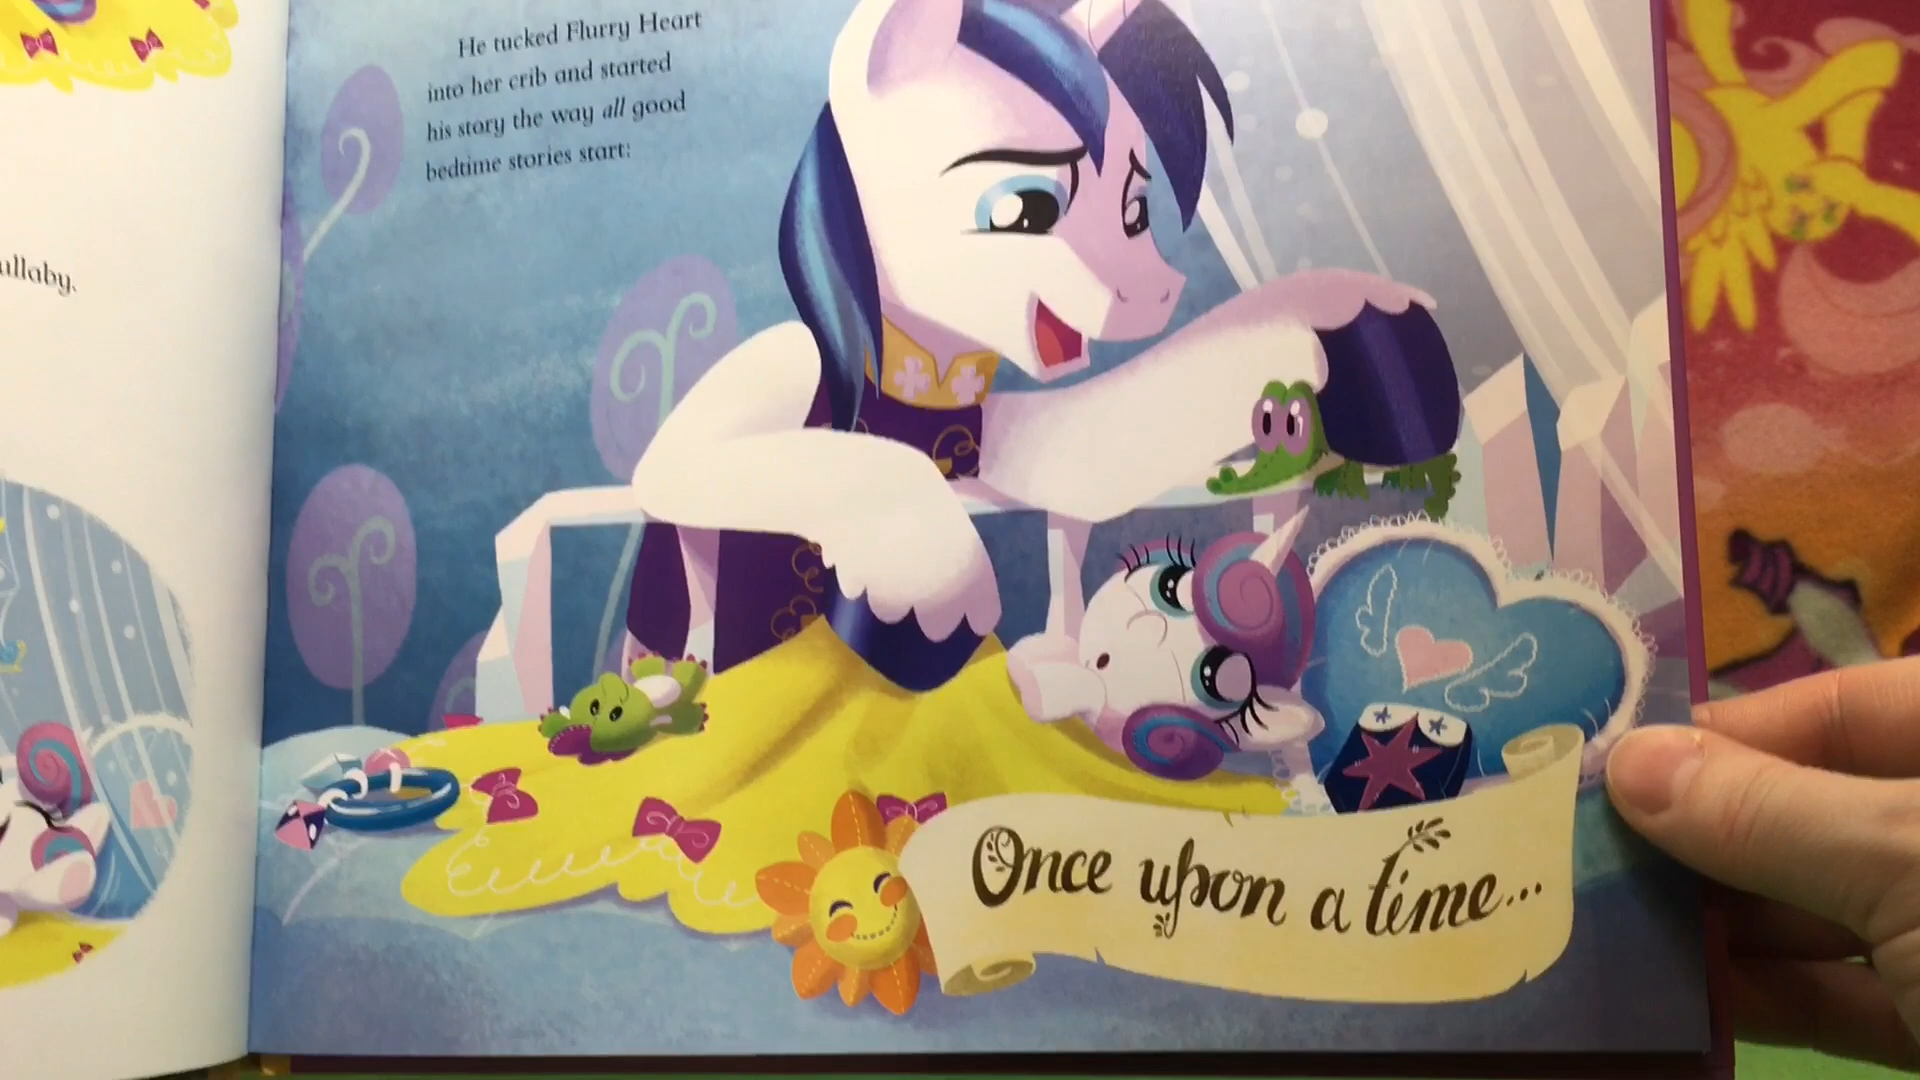 ullaby.
He tucked Flurry Heart
into her crib and started
his story the way all good
bedtime stories start:
Once upon a time...